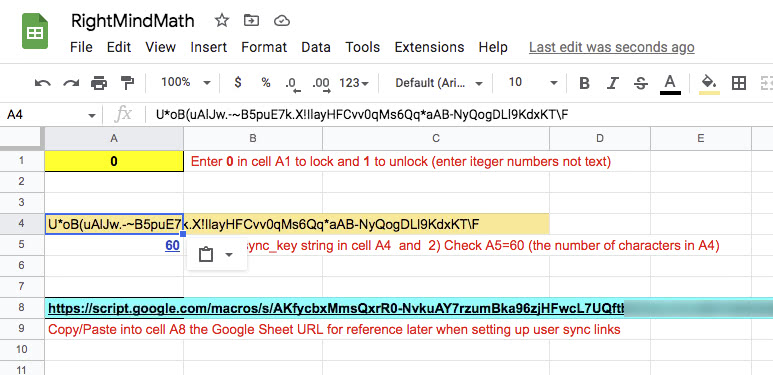 RightMindMath
File Edit View Insert Format Data Tools Extensions Help Last edit was seconds ago
100% $ % .0 .00 123 Default (Ari... 10 B I S A
A4 fx U*oB(uAlJw.-~B5puE7k.X!IlayHFCvv0qMs6Qq*aAB-NyQogDLl9KdxKT\F
A B C D E
1 0 Enter 0 in cell A1 to lock and 1 to unlock (enter iteger numbers not text)
2
3
4 U*oB(uAlJw.-~B5puE7k.X!IlayHFCvv0qMs6Qq*aAB-NyQogDLl9KdxKT\F
5 60 sync_key string in cell A4 and 2) Check A5=60 (the number of characters in A4)
6
7
8 https://script.google.com/macros/s/AKfycbxMmsQxrR0-NvkuAY7rzumBka96zjHFwcL7UQft
9 Copy/Paste into cell A8 the Google Sheet URL for reference later when setting up user sync links
10
11